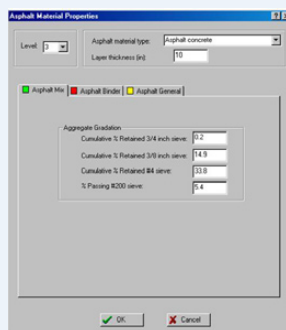 Asphalt Material Properties
Level: 3
Asphalt material type: Asphalt concrete
Layer thickness (in): 10
Asphalt Mix Asphalt Binder Asphalt General
Aggregate Gradation
Cumulative % Retained 3/4 inch sieve: 0.2
Cumulative % Retained 3/8 inch sieve: 14.9
Cumulative % Retained #4 sieve: 33.8
% Passing #200 sieve: 5.4
OK Cancel